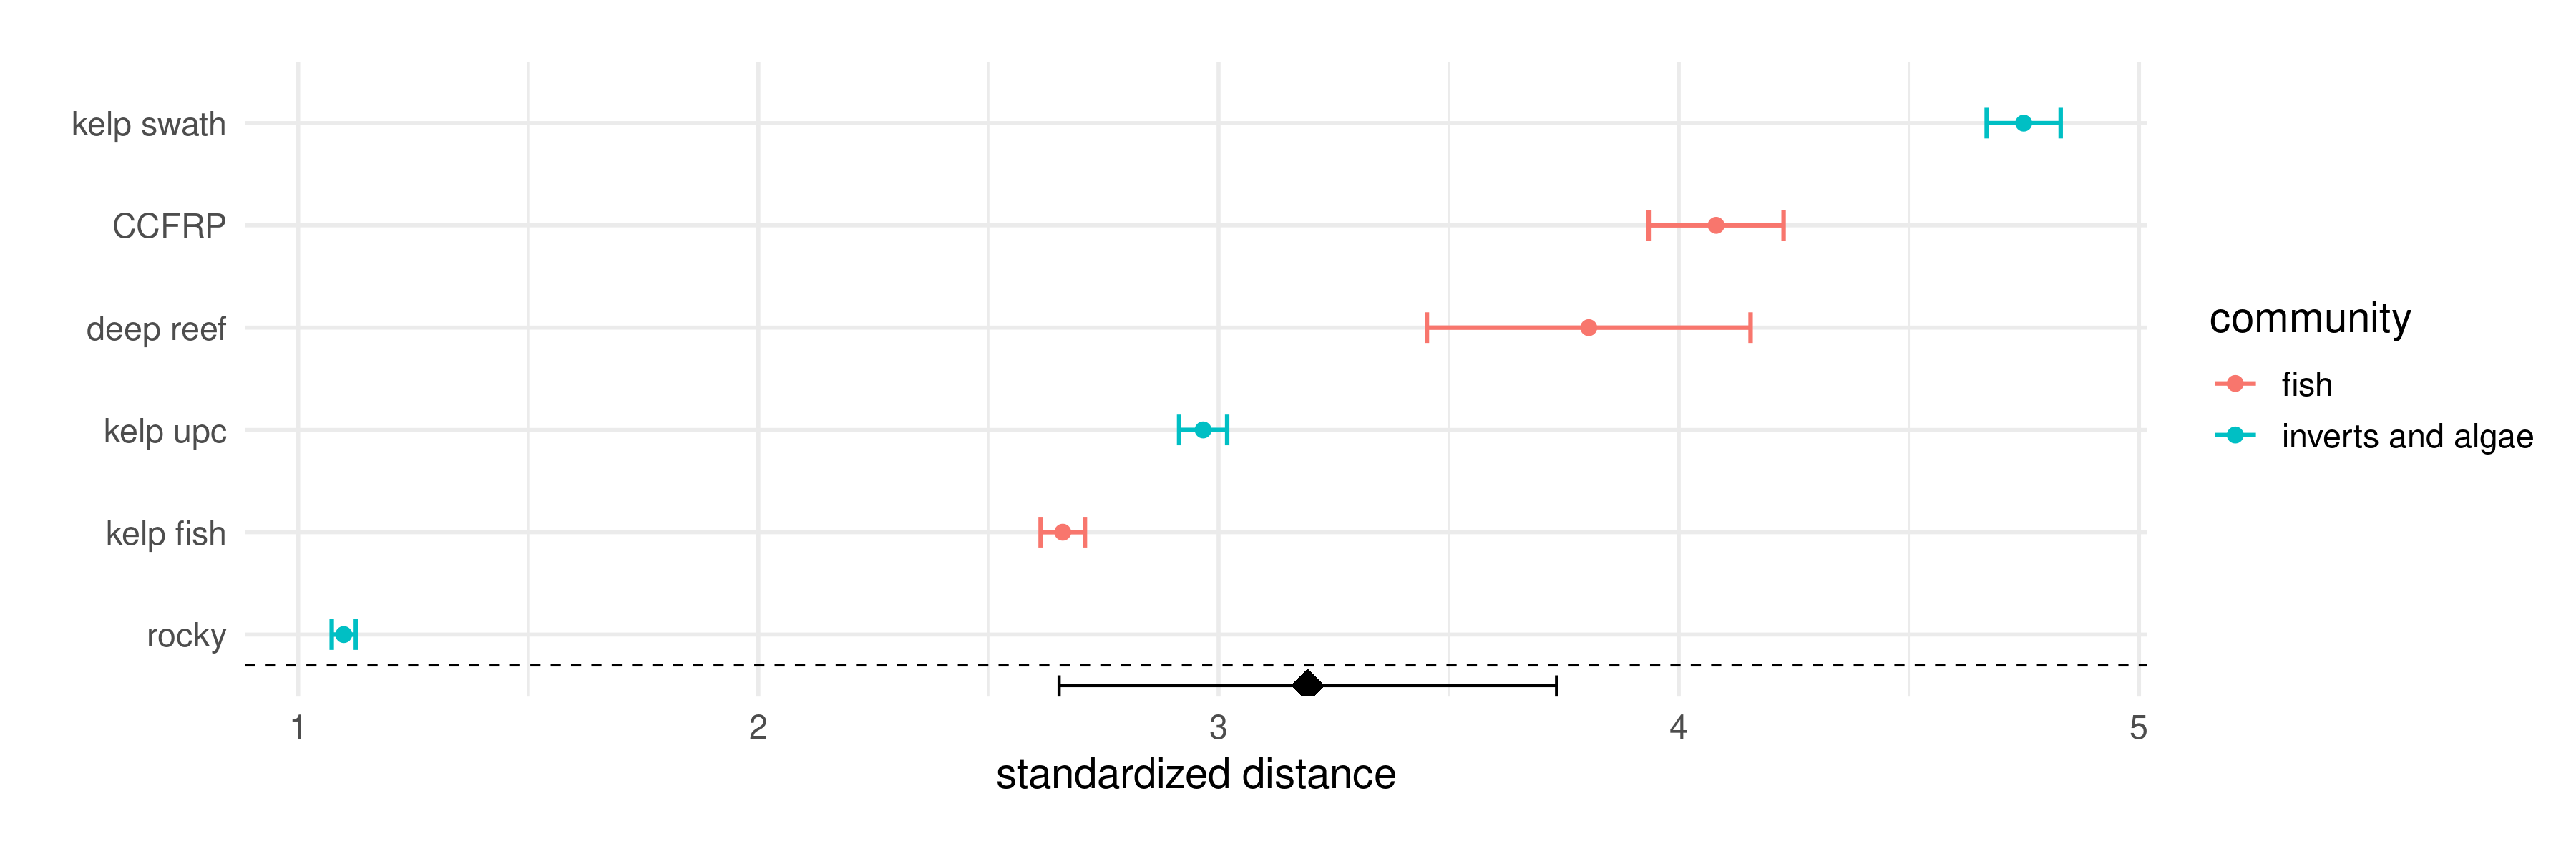 kelp swath
CCFRP
deep reef
kelp upc
kelp fish
rocky
1 2 3 4 5
standardized distance
community
fish
inverts and algae